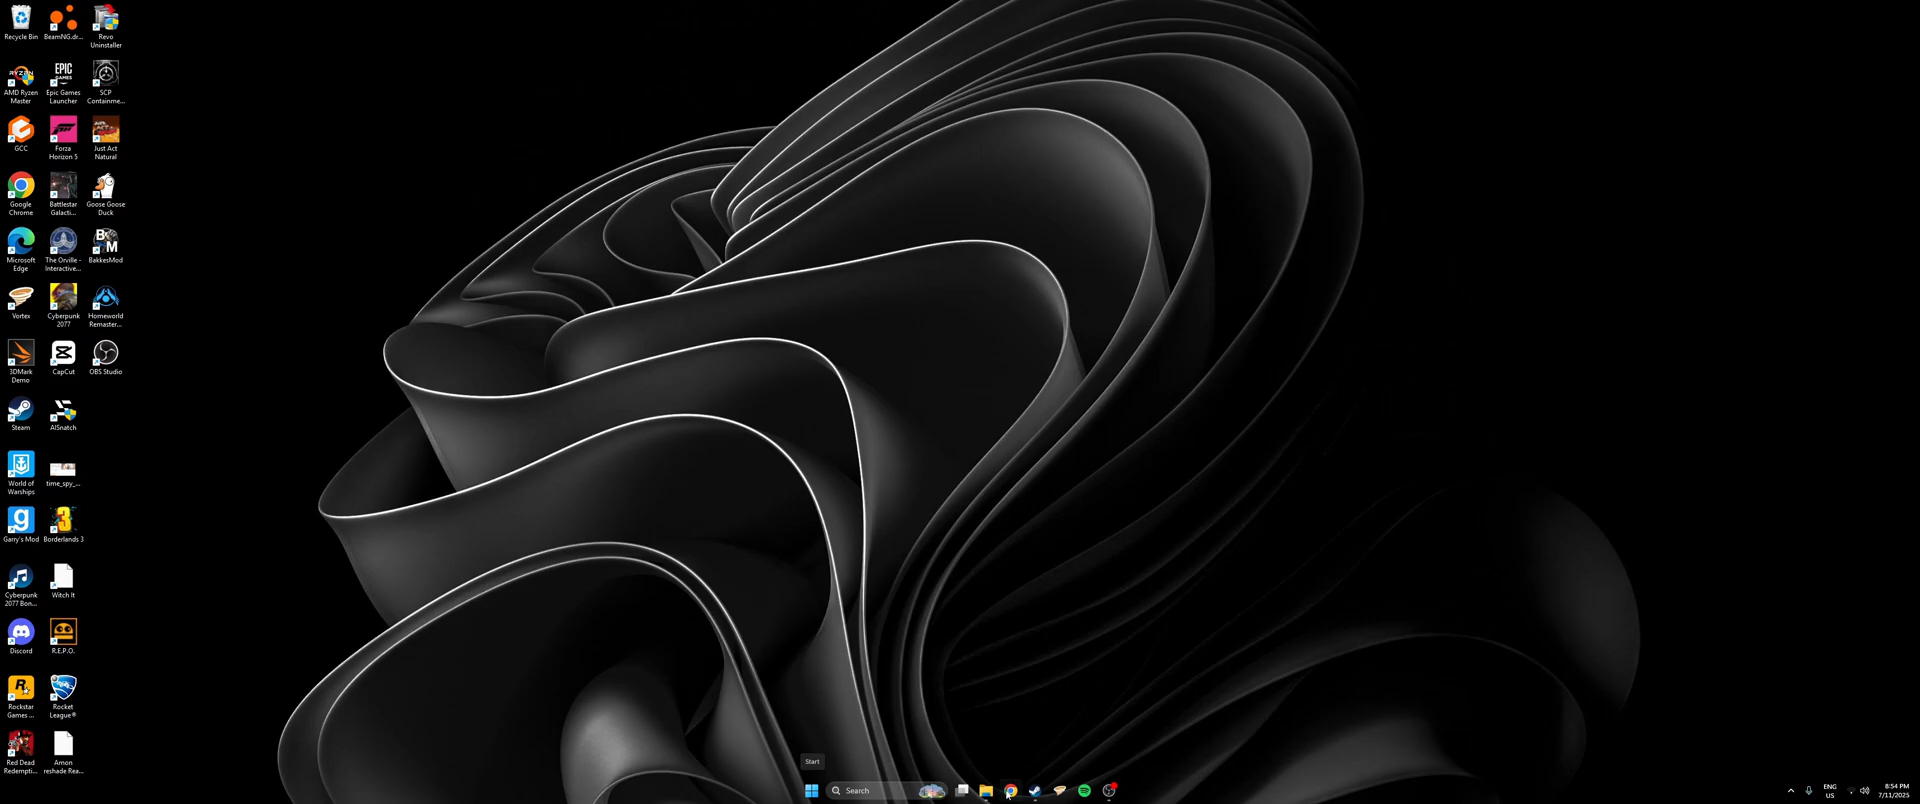 Recycle Bin
BeamNG.dr...
Revo
Uninstaller
AMD Ryzen
Master
Epic Games
Launcher
SCP
Containme...
GCC
Forza
Horizon 5
Just Act
Natural
Google
Chrome
Battlestar
Galacti...
Goose Goose
Duck
Microsoft
Edge
The Orville -
Interactive...
BakkesMod
Vortex
Cyberpunk
2077
Homeworld
Remaster...
3DMark
Demo
CapCut
OBS Studio
Steam
AISnatch
World of
Warships
time_spy_...
Garry's Mod
Borderlands 3
Cyberpunk
2077 Bon...
Witch It
Discord
R.E.P.O.
Rockstar
Games ...
Rocket
League®
Red Dead
Redempti...
Amon
reshade Rea...
Start
Search
ENG
US
8:54 PM
7/11/2025